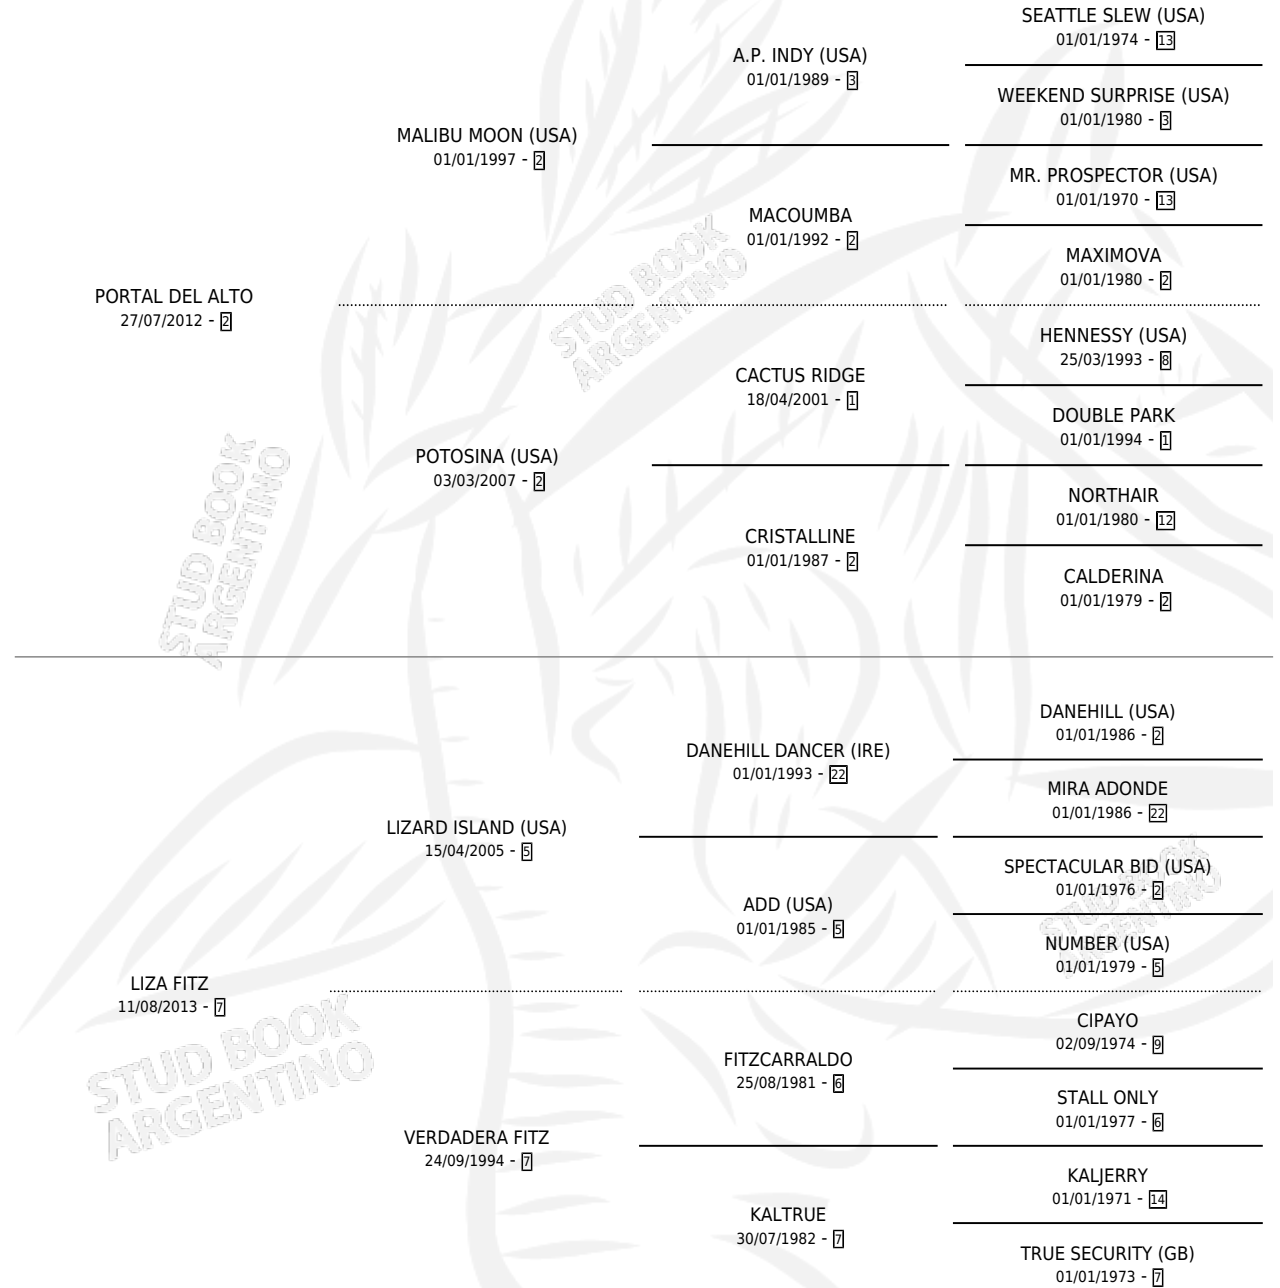 SEATTLE SLEW (USA)
01/01/1974 - 13
A.P. INDY (USA)
01/01/1989 - 3
WEEKEND SURPRISE (USA)
01/01/1980 - 3
MALIBU MOON (USA)
01/01/1997 - 2
MR. PROSPECTOR (USA)
01/01/1970 - 13
MACOUMBA
01/01/1992 - 2
MAXIMOVA
01/01/1980 - 2
PORTAL DEL ALTO
27/07/2012 - 2
HENNESSY (USA)
25/03/1993 - 8
CACTUS RIDGE
18/04/2001 - 1
DOUBLE PARK
01/01/1994 - 1
POTOSINA (USA)
03/03/2007 - 2
NORTHAIR
01/01/1980 - 12
CRISTALLINE
01/01/1987 - 2
CALDERINA
01/01/1979 - 2
DANEHILL (USA)
01/01/1986 - 2
DANEHILL DANCER (IRE)
01/01/1993 - 22
MIRA ADONDE
01/01/1986 - 22
LIZARD ISLAND (USA)
15/04/2005 - 5
SPECTACULAR BID (USA)
01/01/1976 - 2
ADD (USA)
01/01/1985 - 5
NUMBER (USA)
01/01/1979 - 5
LIZA FITZ
11/08/2013 - 7
CIPAYO
02/09/1974 - 9
FITZCARRALDO
25/08/1981 - 6
STALL ONLY
01/01/1977 - 6
VERDADERA FITZ
24/09/1994 - 7
KALJERRY
01/01/1971 - 14
KALTRUE
30/07/1982 - 7
TRUE SECURITY (GB)
01/01/1973 - 7
STUD BOOK
ARGENTINO
STUD BOOK
ARGENTINO
STUD BOOK
ARGENTINO
STUD BOOK
ARGENTINO